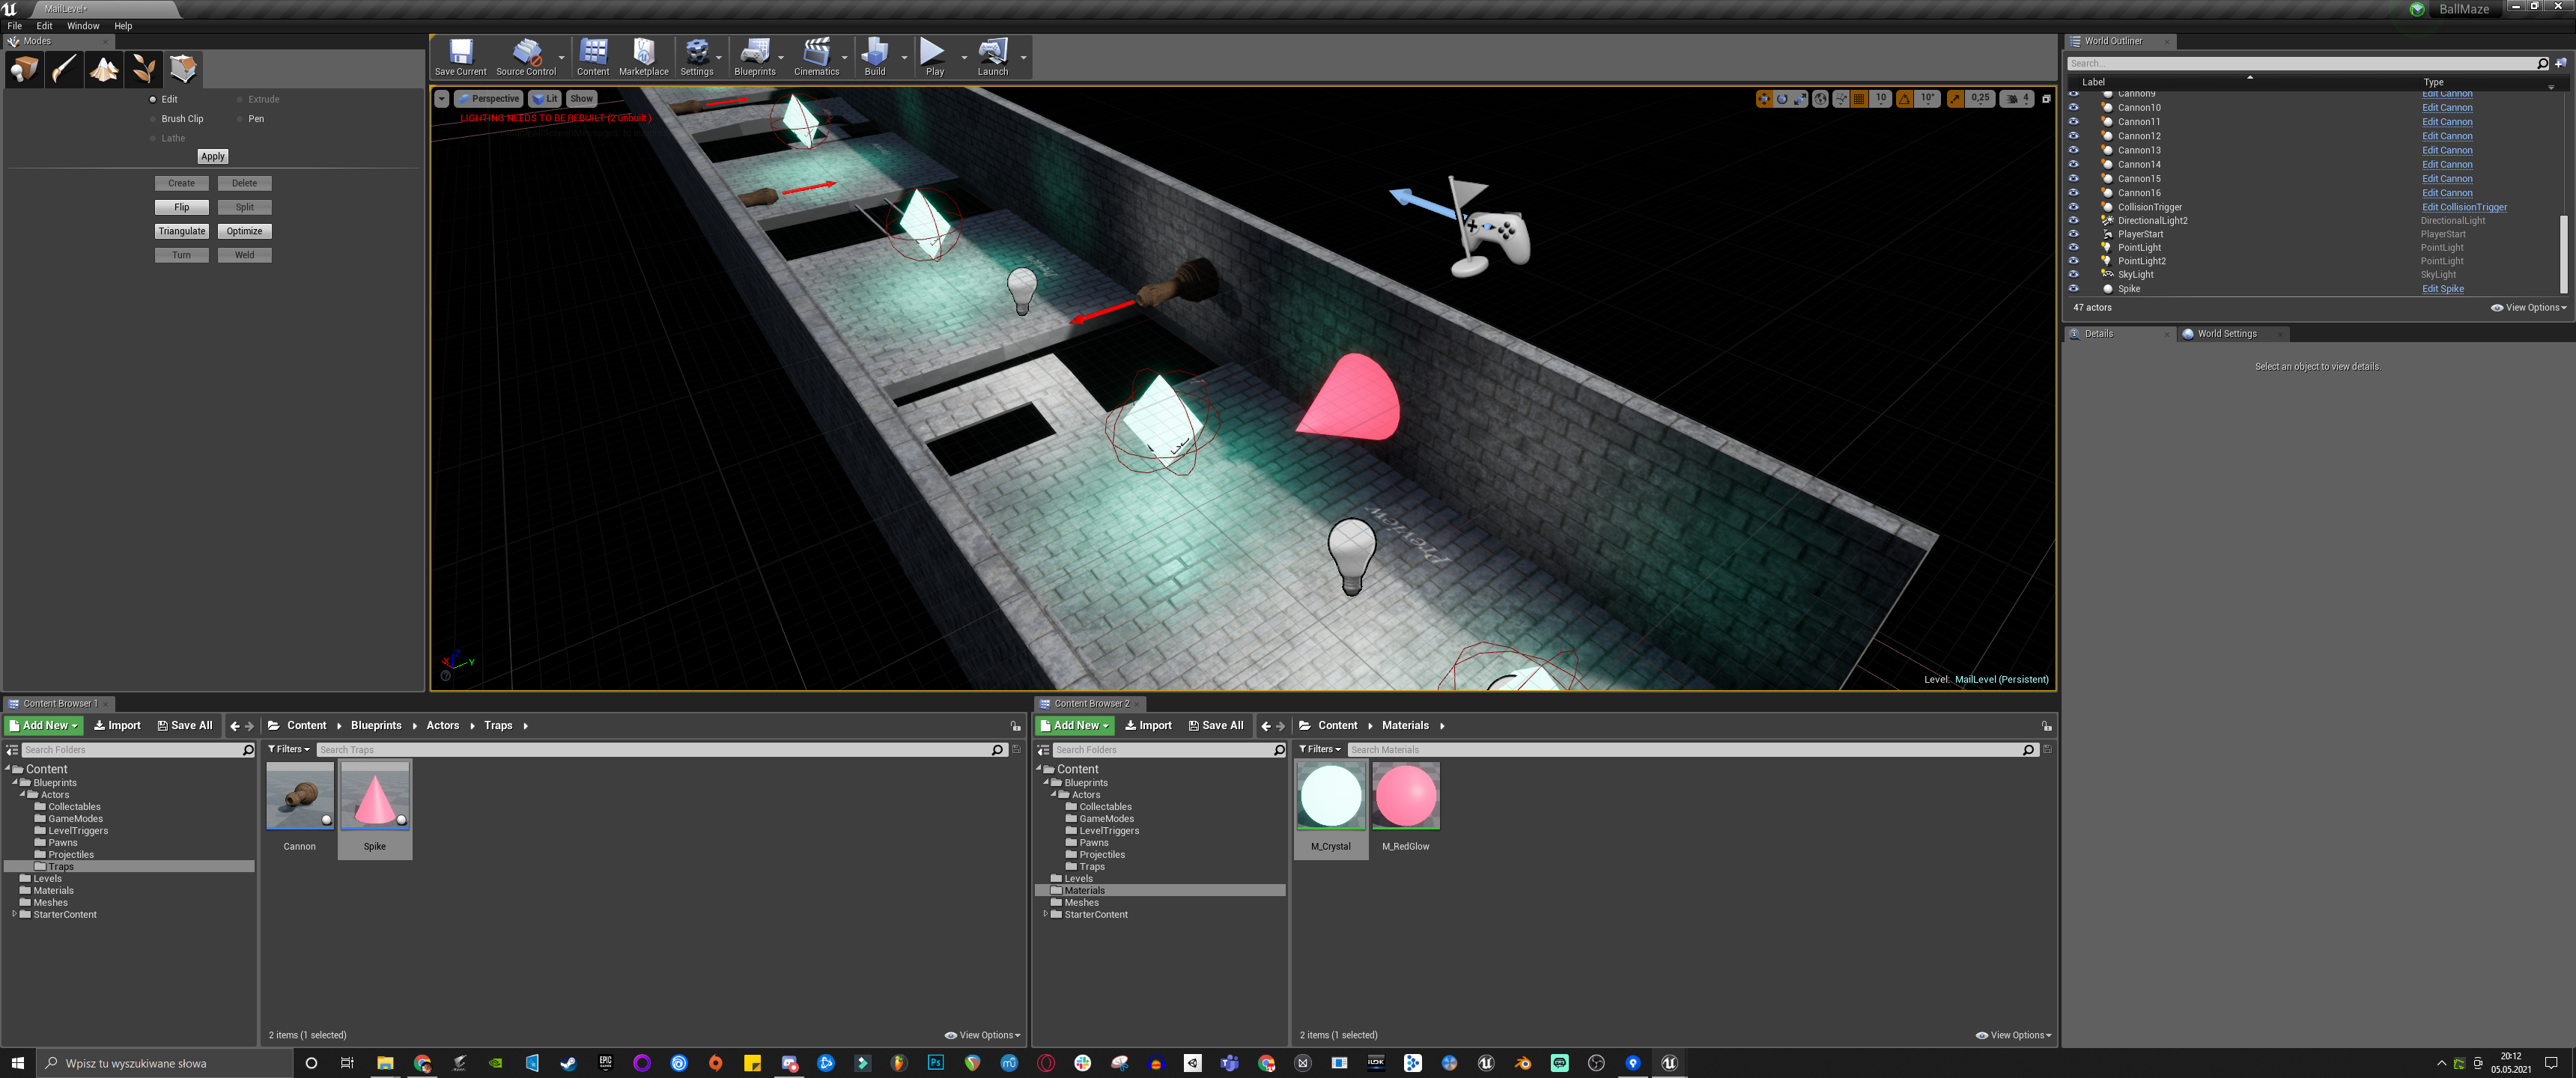 MailLevel*
BallMaze
File Edit Window Help
Modes
Edit Extrude
Brush Clip Pen
Lathe
Apply
Create Delete
Flip Split
Triangulate Optimize
Turn Weld
Save Current Source Control Content Marketplace Settings Blueprints Cinematics Build Play Launch
Perspective Lit Show
10 10° 0,25 4
LIGHTING NEEDS TO BE REBUILT (2 unbuilt)
Preview
X Z Y
Level: MailLevel (Persistent)
World Outliner
Search...
Label Type
Cannon9 Edit Cannon
Cannon10 Edit Cannon
Cannon11 Edit Cannon
Cannon12 Edit Cannon
Cannon13 Edit Cannon
Cannon14 Edit Cannon
Cannon15 Edit Cannon
Cannon16 Edit Cannon
CollisionTrigger Edit CollisionTrigger
DirectionalLight2 DirectionalLight
PlayerStart PlayerStart
PointLight PointLight
PointLight2 PointLight
SkyLight SkyLight
Spike Edit Spike
47 actors View Options
Details World Settings
Select an object to view details.
Content Browser 1
Add New Import Save All Content Blueprints Actors Traps
Search Folders Filters Search Traps
Content
Blueprints
Actors
Collectables
GameModes
LevelTriggers
Pawns
Projectiles
Traps
Levels
Materials
Meshes
StarterContent
Cannon Spike
2 items (1 selected) View Options
Content Browser 2
Add New Import Save All Content Materials
Search Folders Filters Search Materials
Content
Blueprints
Actors
Collectables
GameModes
LevelTriggers
Pawns
Projectiles
Traps
Levels
Materials
Meshes
StarterContent
M_Crystal M_RedGlow
2 items (1 selected) View Options
Wpisz tu wyszukiwane słowa
20:12
05.05.2021